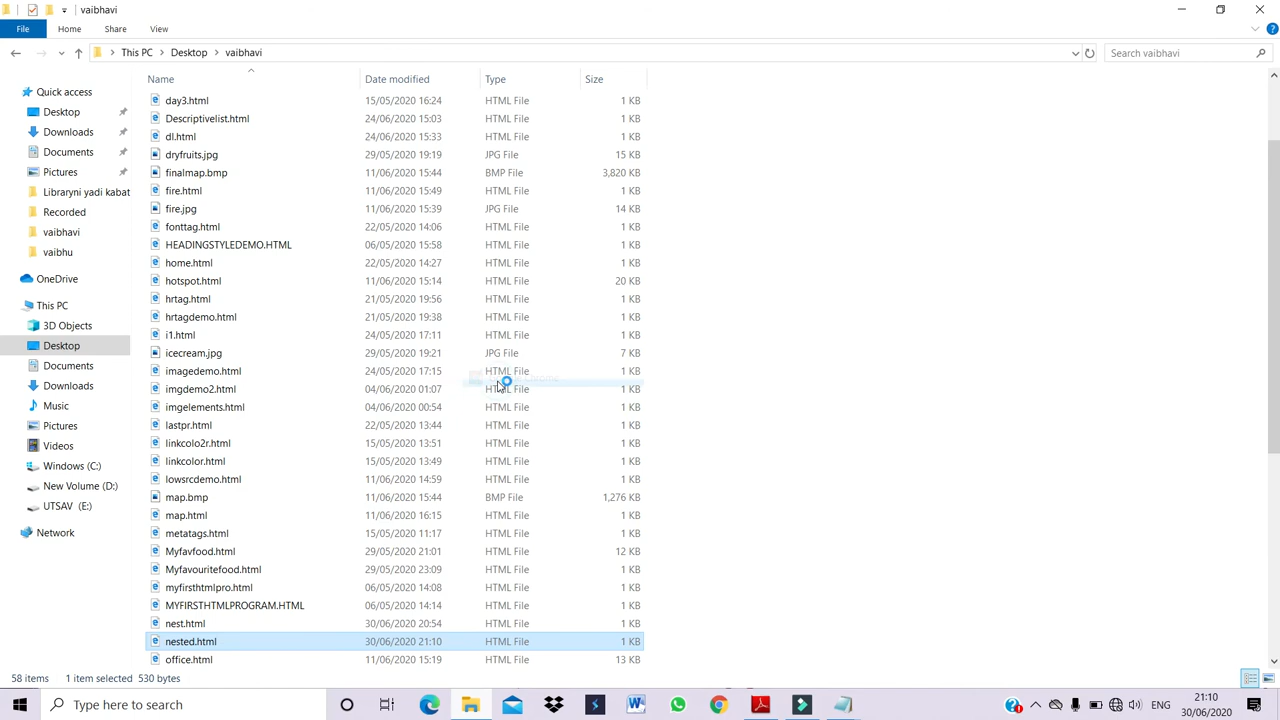 vaibhavi
File Home Share View
This PC Desktop vaibhavi Search vaibhavi
Name Date modified Type Size
Quick access
Desktop
Downloads
Documents
Pictures
Libraryni yadi kabat
Recorded
vaibhavi
vaibhu
OneDrive
This PC
3D Objects
Desktop
Documents
Downloads
Music
Pictures
Videos
Windows (C:)
New Volume (D:)
UTSAV (E:)
Network
day3.html 15/05/2020 16:24 HTML File 1 KB
Descriptivelist.html 24/06/2020 15:03 HTML File 1 KB
dl.html 24/06/2020 15:33 HTML File 1 KB
dryfruits.jpg 29/05/2020 19:19 JPG File 15 KB
finalmap.bmp 11/06/2020 15:44 BMP File 3,820 KB
fire.html 11/06/2020 15:49 HTML File 1 KB
fire.jpg 11/06/2020 15:39 JPG File 14 KB
fonttag.html 22/05/2020 14:06 HTML File 1 KB
HEADINGSTYLEDEMO.HTML 06/05/2020 15:58 HTML File 1 KB
home.html 22/05/2020 14:27 HTML File 1 KB
hotspot.html 11/06/2020 15:14 HTML File 20 KB
hrtag.html 21/05/2020 19:56 HTML File 1 KB
hrtagdemo.html 21/05/2020 19:38 HTML File 1 KB
i1.html 24/05/2020 17:11 HTML File 1 KB
icecream.jpg 29/05/2020 19:21 JPG File 7 KB
imagedemo.html 24/05/2020 17:15 HTML File 1 KB
imgdemo2.html 04/06/2020 01:07 HTML File 1 KB
imgelements.html 04/06/2020 00:54 HTML File 1 KB
lastpr.html 22/05/2020 13:44 HTML File 1 KB
linkcolo2r.html 15/05/2020 13:51 HTML File 1 KB
linkcolor.html 15/05/2020 13:49 HTML File 1 KB
lowsrcdemo.html 11/06/2020 14:59 HTML File 1 KB
map.bmp 11/06/2020 15:44 BMP File 1,276 KB
map.html 11/06/2020 16:15 HTML File 1 KB
metatags.html 15/05/2020 11:17 HTML File 1 KB
Myfavfood.html 29/05/2020 21:01 HTML File 12 KB
Myfavouritefood.html 29/05/2020 23:09 HTML File 1 KB
myfirsthtmlpro.html 06/05/2020 14:08 HTML File 1 KB
MYFIRSTHTMLPROGRAM.HTML 06/05/2020 14:14 HTML File 1 KB
nest.html 30/06/2020 20:54 HTML File 1 KB
nested.html 30/06/2020 21:10 HTML File 1 KB
office.html 11/06/2020 15:19 HTML File 13 KB
58 items 1 item selected 530 bytes
Type here to search
ENG
21:10
30/06/2020